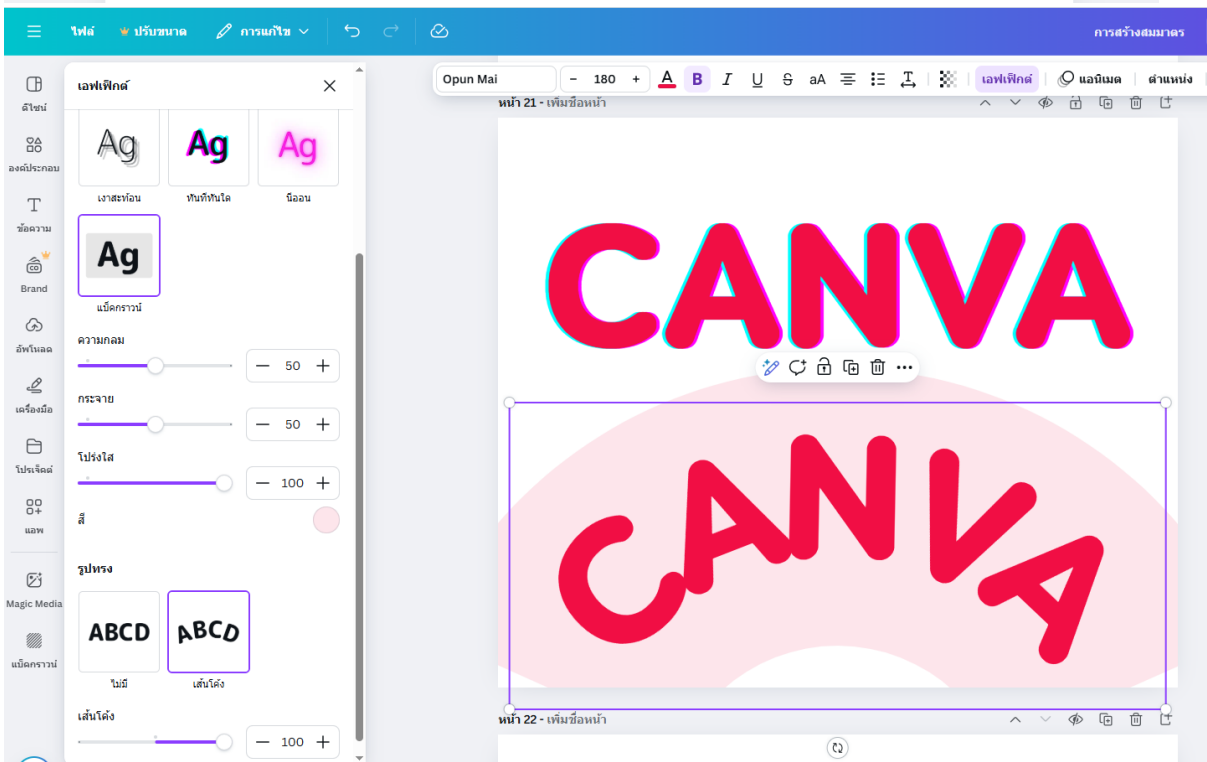 ไฟล์ ปรับขนาด การแก้ไข การสร้างสมมาตร
เอฟเฟ็กต์
Opun Mai - 180 + A B I U S aA เอฟเฟ็กต์ แอนิเมต ตำแหน่ง
หน้า 21 - เพิ่มชื่อหน้า
ดีไซน์
องค์ประกอบ
ข้อความ
Brand
อัพโหลด
เครื่องมือ
โปรเจ็คต์
แอพ
Magic Media
แบ็คกราวน์
Ag Ag Ag
เงาสะท้อน ทันที่ทันใด นีออน
Ag
แบ็คกราวน์
ความกลม
50
กระจาย
50
โปร่งใส
100
สี
รูปทรง
ABCD ABCD
ไม่มี เส้นโค้ง
เส้นโค้ง
100
CANVA
CANVA
หน้า 22 - เพิ่มชื่อหน้า